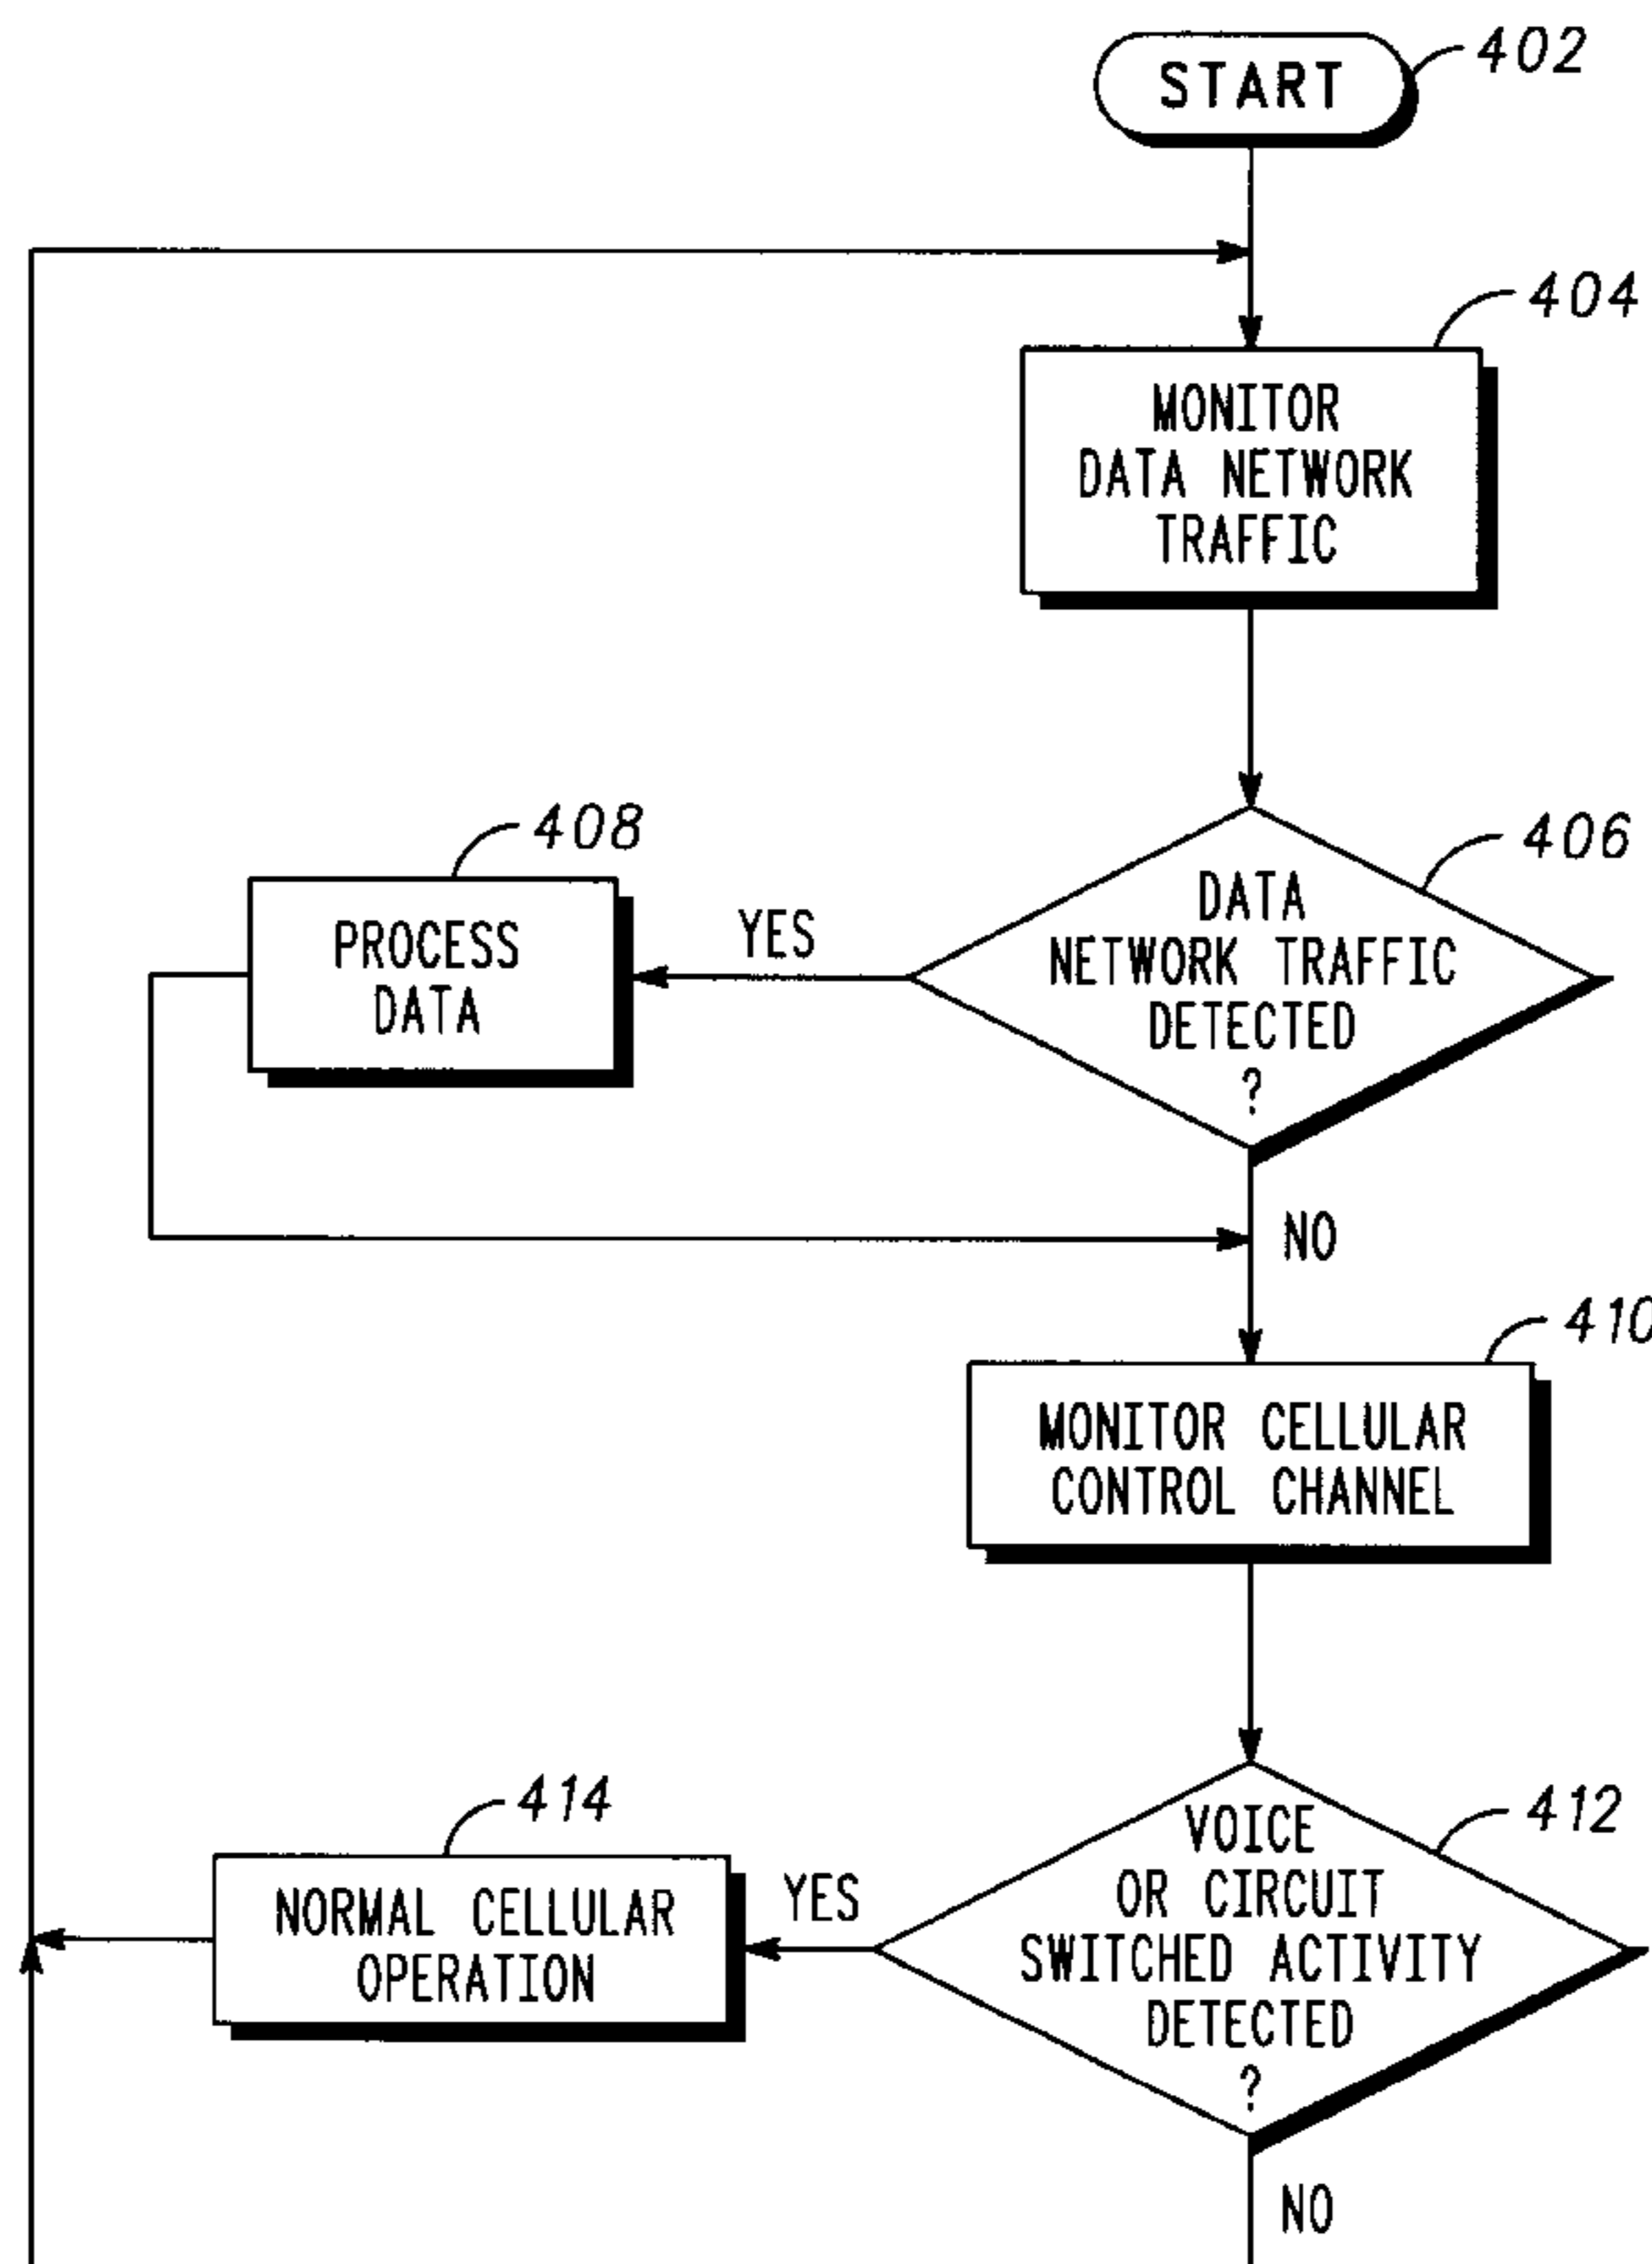 START
402
404
MONITOR
DATA NETWORK
TRAFFIC
408
406
PROCESS
DATA
YES
DATA
NETWORK TRAFFIC
DETECTED
?
NO
410
MONITOR CELLULAR
CONTROL CHANNEL
414
412
NORMAL CELLULAR
OPERATION
YES
VOICE
OR CIRCUIT
SWITCHED ACTIVITY
DETECTED
?
NO